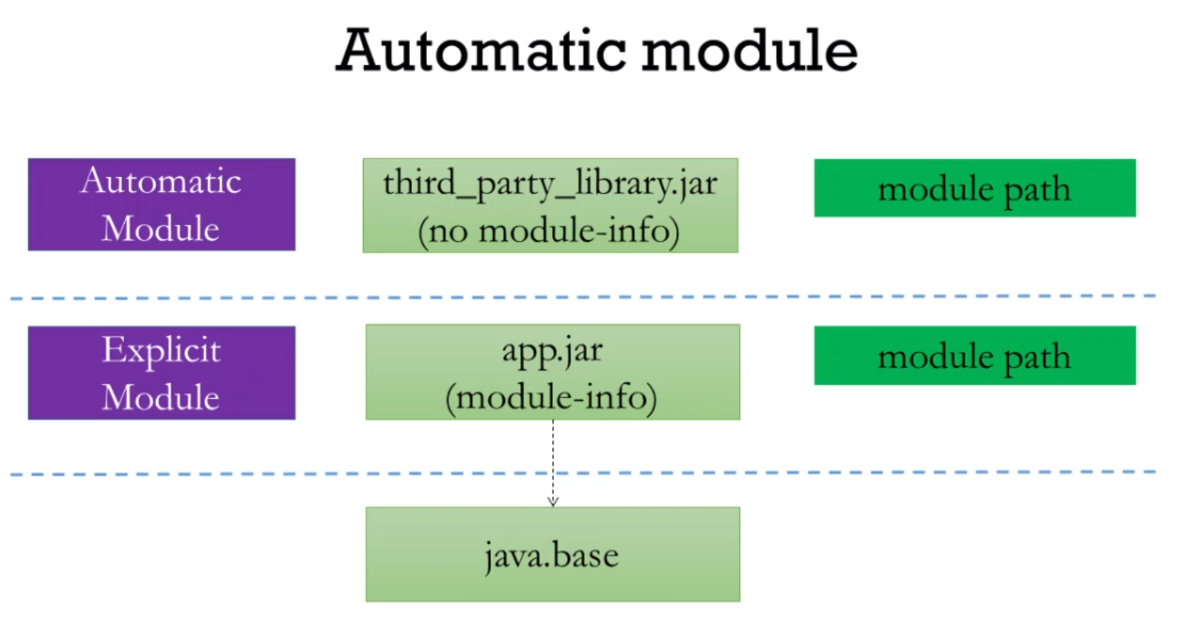 Automatic module
Automatic
Module
third_party_library.jar
(no module-info)
module path
Explicit
Module
app.jar
(module-info)
module path
java.base